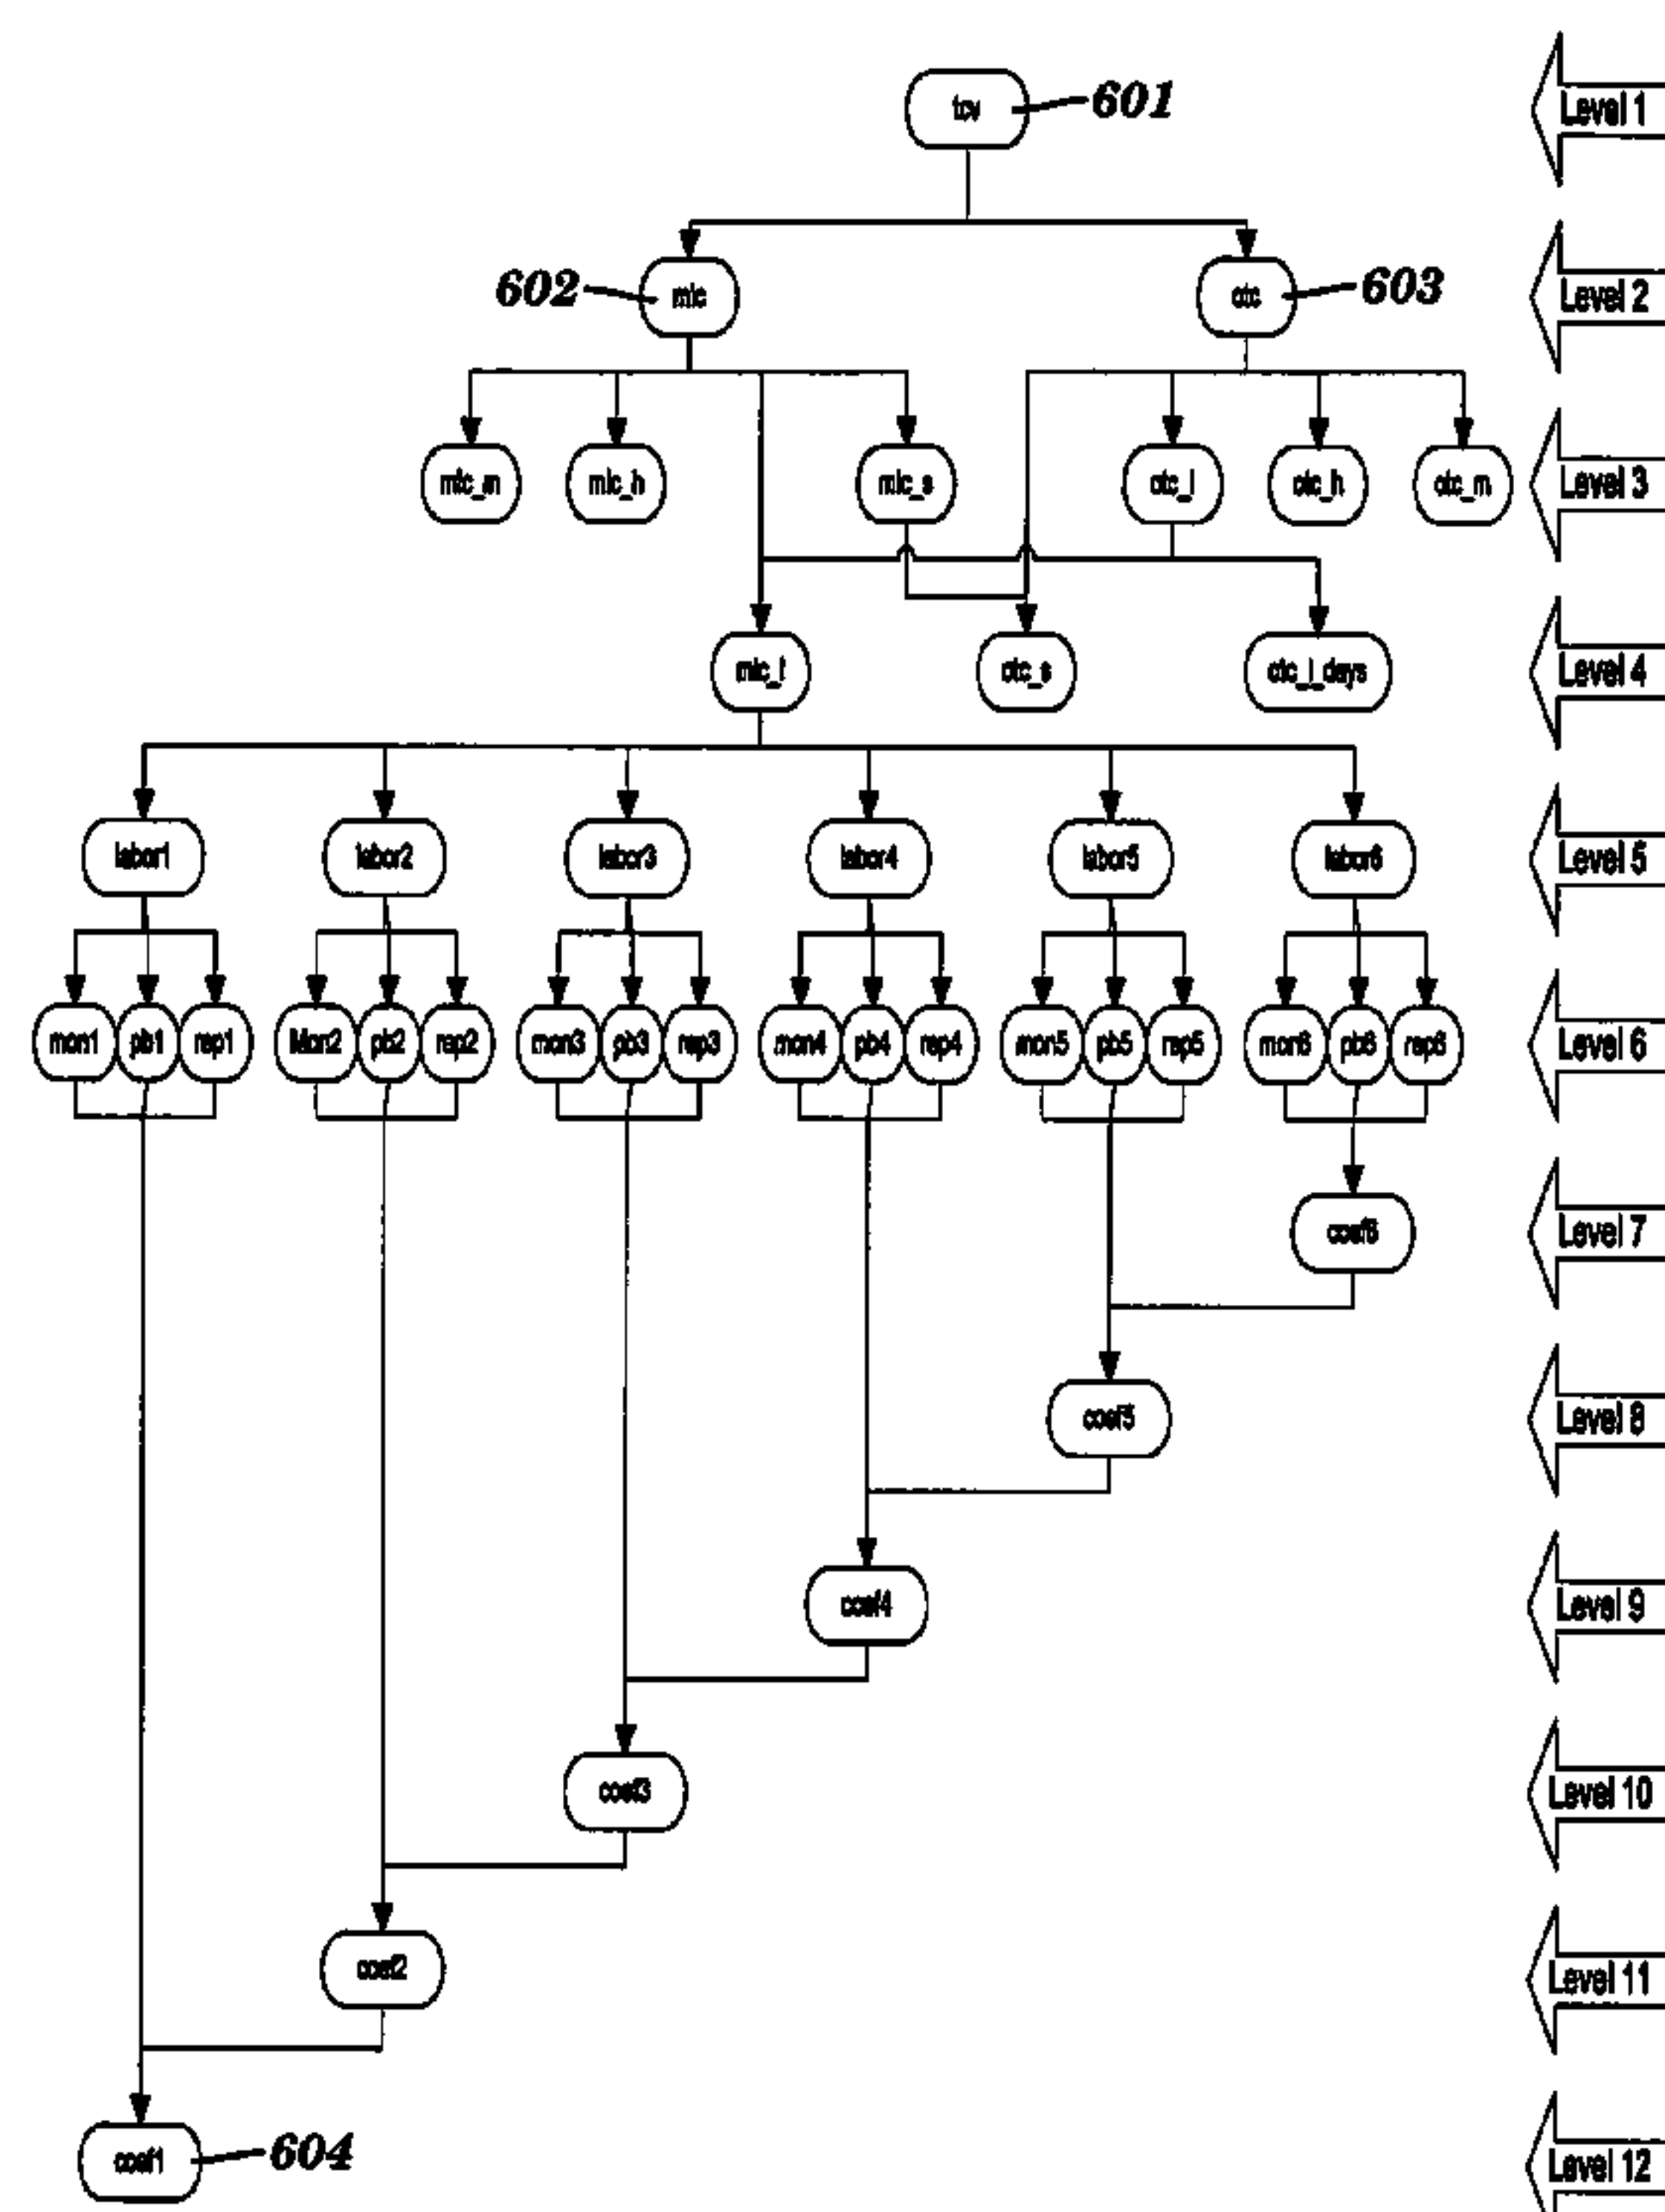 tcv
601
Level 1
602
mlc
otc
603
Level 2
mlc_m
mlc_h
mlc_s
otc_l
otc_h
otc_m
Level 3
mlc_l
otc_s
otc_l_days
Level 4
labor1
labor2
labor3
labor4
labor5
labor6
Level 5
mon1
pb1
rep1
Mon2
pb2
rep2
mon3
pb3
rep3
mon4
pb4
rep4
mon5
pb5
rep5
mon6
pb6
rep6
Level 6
coef6
Level 7
coef5
Level 8
coef4
Level 9
coef3
Level 10
coef2
Level 11
coef1
604
Level 12